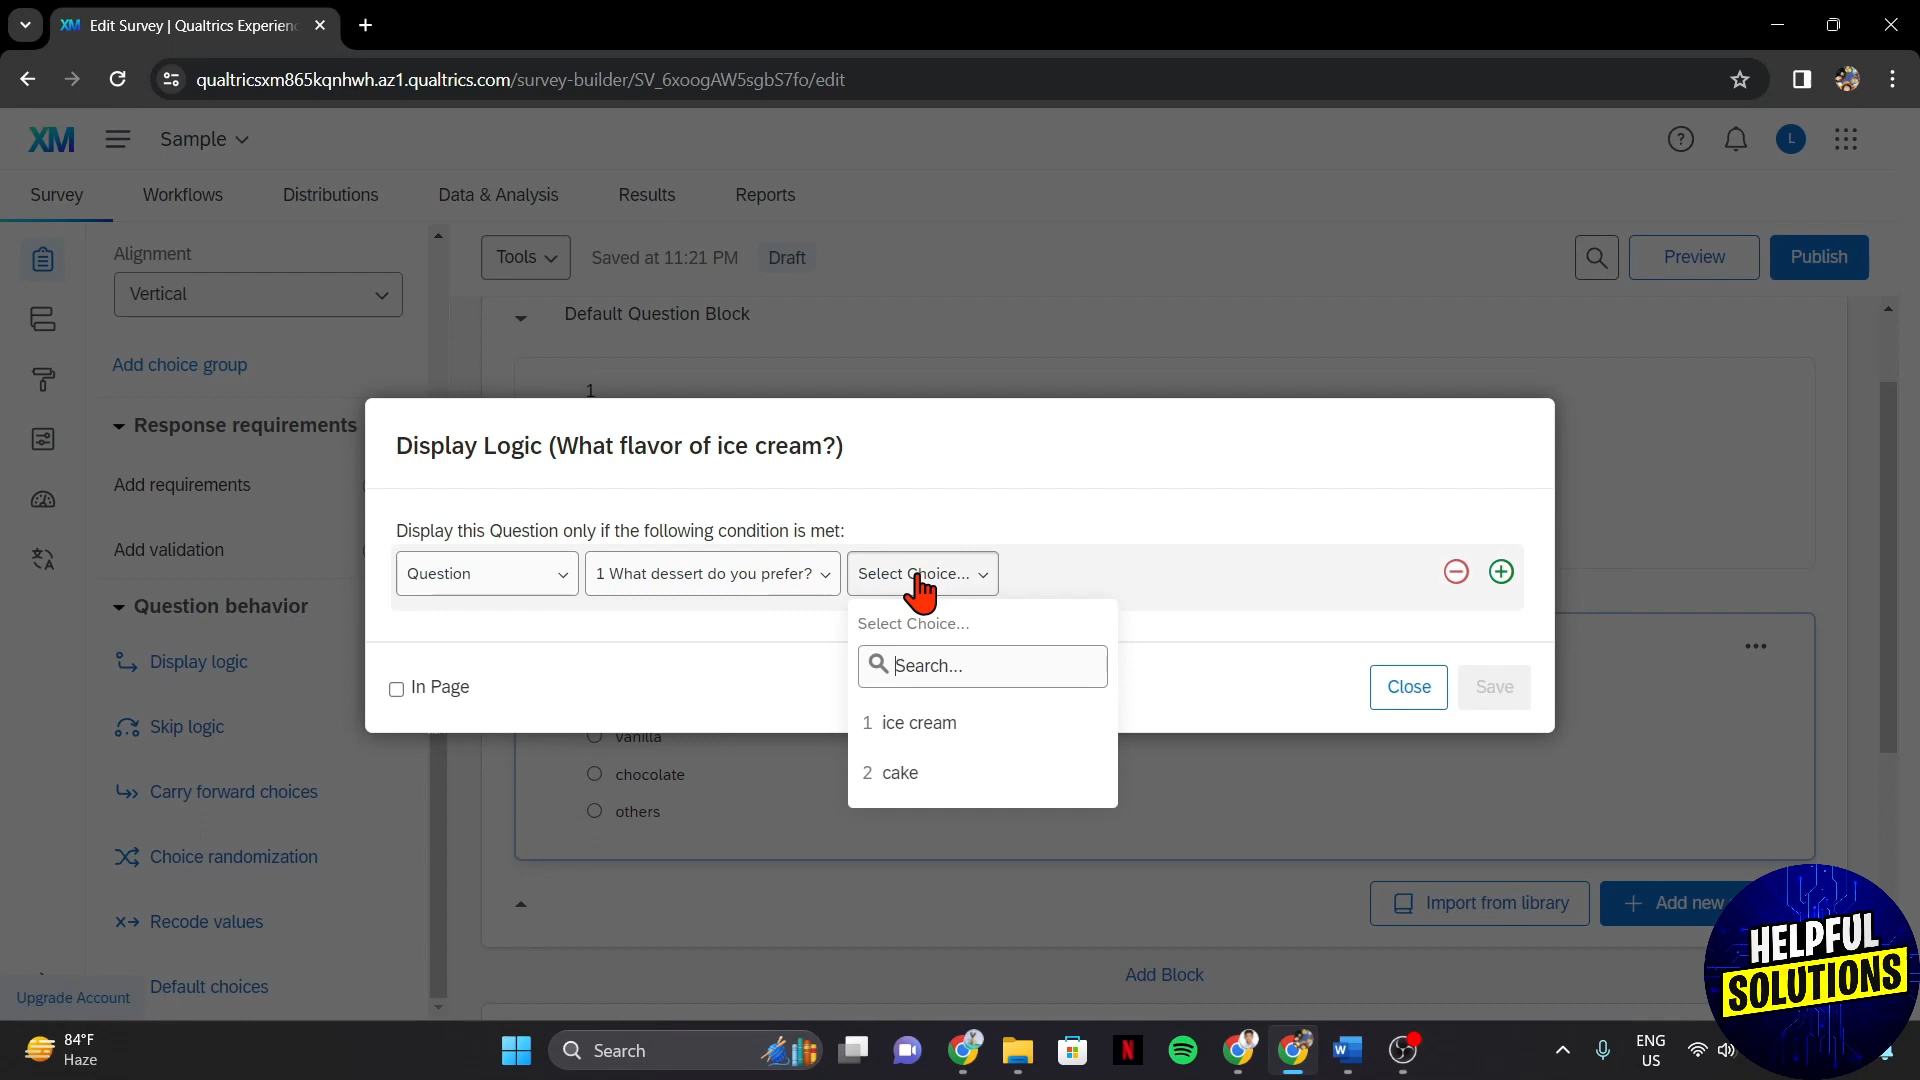 XM Edit Survey | Qualtrics Experienc
qualtricsxm865kqnhwh.az1.qualtrics.com/survey-builder/SV_6xoogAW5sgbS7fo/edit
XM Sample L
Survey Workflows Distributions Data & Analysis Results Reports
Alignment
Vertical
Tools Saved at 11:21 PM Draft Preview Publish
Default Question Block
Add choice group
1
Response requirements
Add requirements
Add validation
Question behavior
Display logic
Skip logic
Carry forward choices
Choice randomization
Recode values
Default choices
Upgrade Account
Display Logic (What flavor of ice cream?)
Display this Question only if the following condition is met:
Question 1 What dessert do you prefer? Select Choice...
Select Choice...
Search...
1 ice cream
2 cake
In Page Close Save
vanilla
chocolate
others
Import from library Add new
Add Block
HELPFUL
SOLUTIONS
84°F
Haze
Search
ENG
US